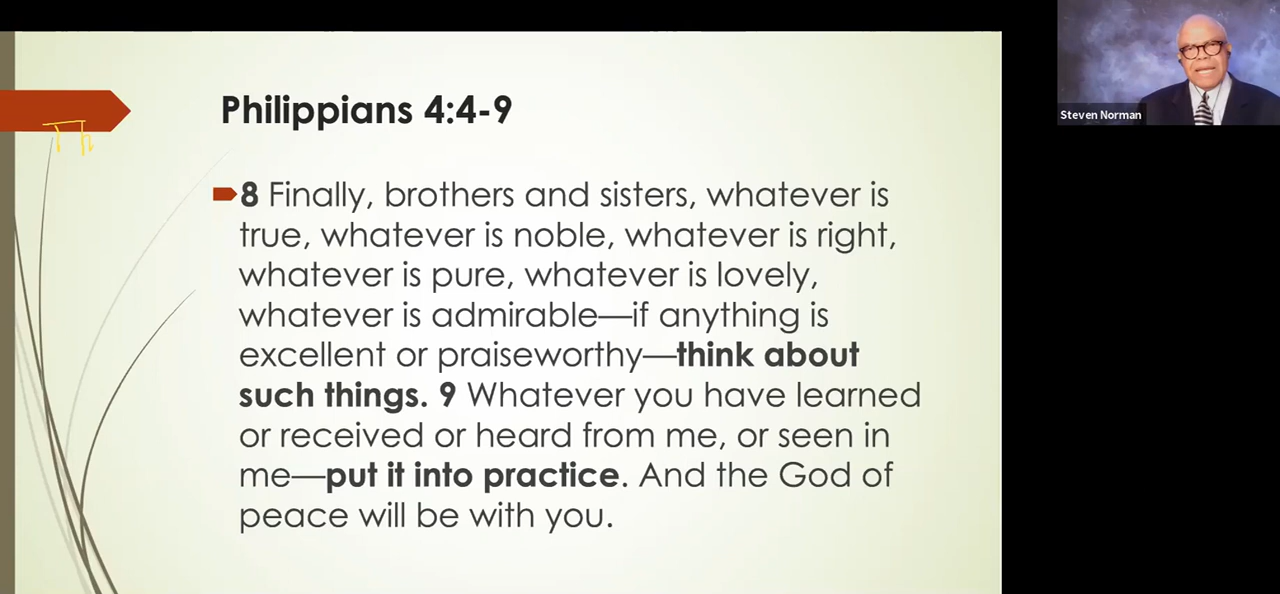 Philippians 4:4-9
8 Finally, brothers and sisters, whatever is
true, whatever is noble, whatever is right,
whatever is pure, whatever is lovely,
whatever is admirable—if anything is
excellent or praiseworthy—think about
such things. 9 Whatever you have learned
or received or heard from me, or seen in
me—put it into practice. And the God of
peace will be with you.
Steven Norman